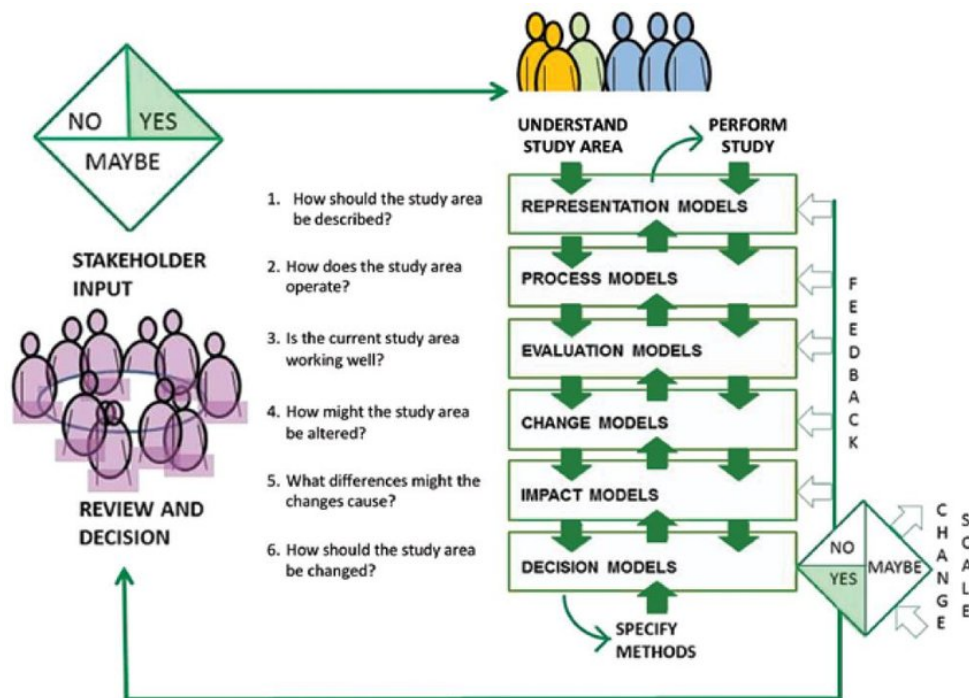 NO
YES
MAYBE
STAKEHOLDER
INPUT
REVIEW AND
DECISION
1. How should the study area
be described?
2. How does the study area
operate?
3. Is the current study area
working well?
4. How might the study area
be altered?
5. What differences might the
changes cause?
6. How should the study area
be changed?
UNDERSTAND
STUDY AREA
PERFORM
STUDY
REPRESENTATION MODELS
PROCESS MODELS
EVALUATION MODELS
CHANGE MODELS
IMPACT MODELS
DECISION MODELS
SPECIFY
METHODS
FEEDBACK
NO
YES
MAYBE
CHANGE
SCALE